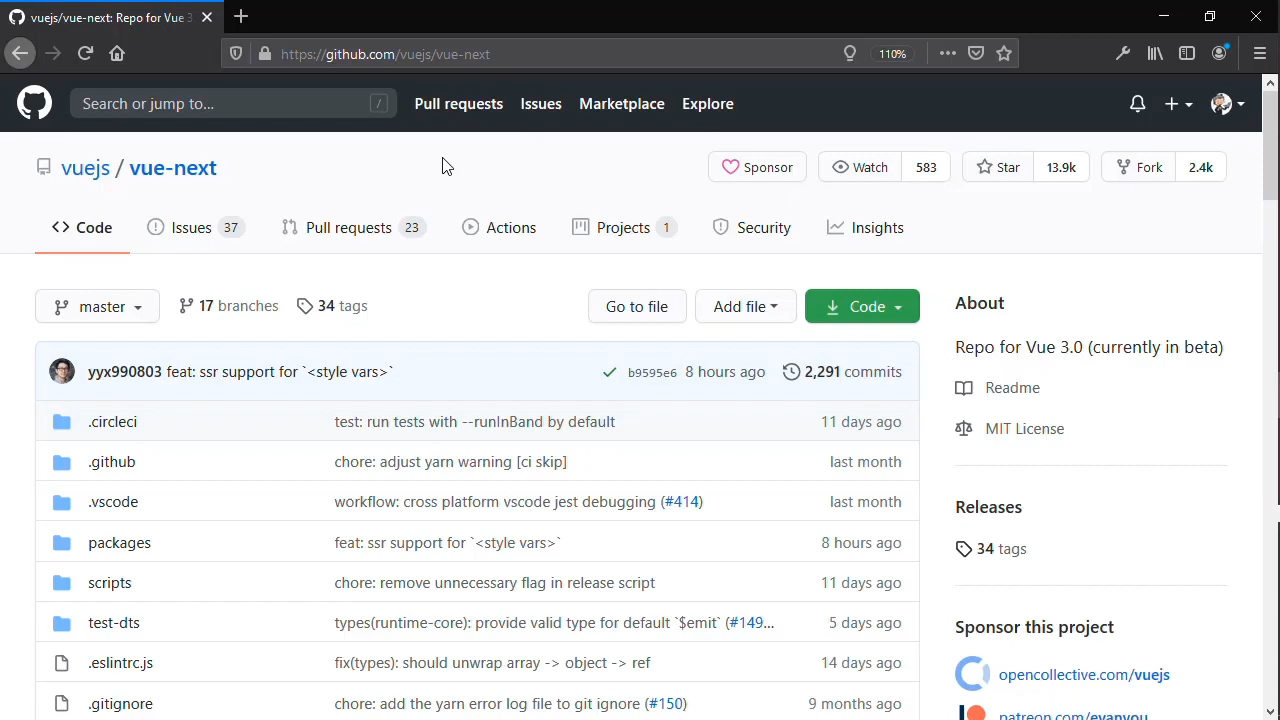 vuejs/vue-next: Repo for Vue 3
https://github.com/vuejs/vue-next
110%
Search or jump to...
/
Pull requests
Issues
Marketplace
Explore
vuejs / vue-next
Sponsor
Watch 583
Star 13.9k
Fork 2.4k
Code
Issues 37
Pull requests 23
Actions
Projects 1
Security
Insights
master
17 branches
34 tags
Go to file
Add file
Code
yyx990803 feat: ssr support for `<style vars>`
b9595e6 8 hours ago
2,291 commits
.circleci test: run tests with --runInBand by default 11 days ago
.github chore: adjust yarn warning [ci skip] last month
.vscode workflow: cross platform vscode jest debugging (#414) last month
packages feat: ssr support for `<style vars>` 8 hours ago
scripts chore: remove unnecessary flag in release script 11 days ago
test-dts types(runtime-core): provide valid type for default `$emit` (#149... 5 days ago
.eslintrc.js fix(types): should unwrap array -> object -> ref 14 days ago
.gitignore chore: add the yarn error log file to git ignore (#150) 9 months ago
About
Repo for Vue 3.0 (currently in beta)
Readme
MIT License
Releases
34 tags
Sponsor this project
opencollective.com/vuejs
patreon.com/evanyou